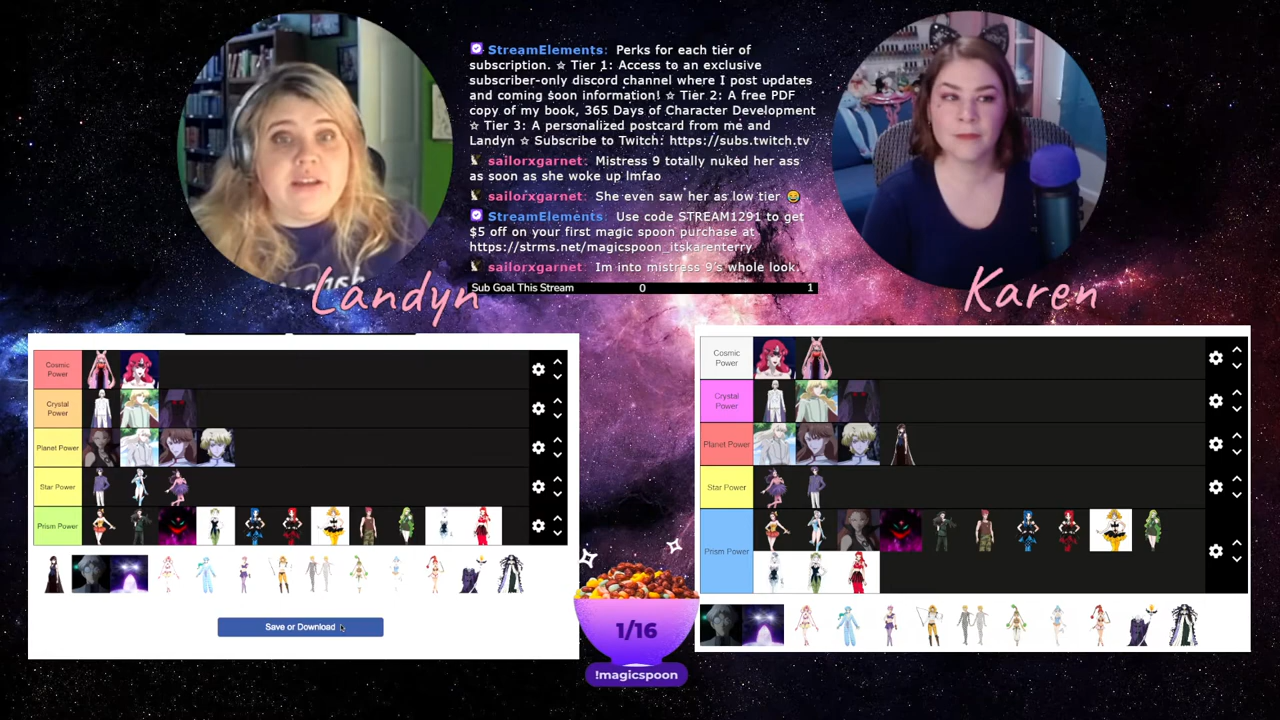 StreamElements: Perks for each tier of
subscription. ☆ Tier 1: Access to an exclusive
subscriber-only discord channel where I post updates
and coming soon information! ☆ Tier 2: A free PDF
copy of my book, 365 Days of Character Development
☆ Tier 3: A personalized postcard from me and
Landyn ☆ Subscribe to Twitch: https://subs.twitch.tv
sailorxgarnet: Mistress 9 totally nuked her ass
as soon as she woke up lmfao
sailorxgarnet: She even saw her as low tier 😂
StreamElements: Use code STREAM1291 to get
$5 off on your first magic spoon purchase at
https://strms.net/magicspoon_itskarenterry
sailorxgarnet: Im into mistress 9's whole look.
Sub Goal This Stream 0 1
Landyn
Karen
Cosmic
Power
Crystal
Power
Planet Power
Star Power
Prism Power
Save or Download
Cosmic
Power
Crystal
Power
Planet Power
Star Power
Prism Power
1/16
!magicspoon